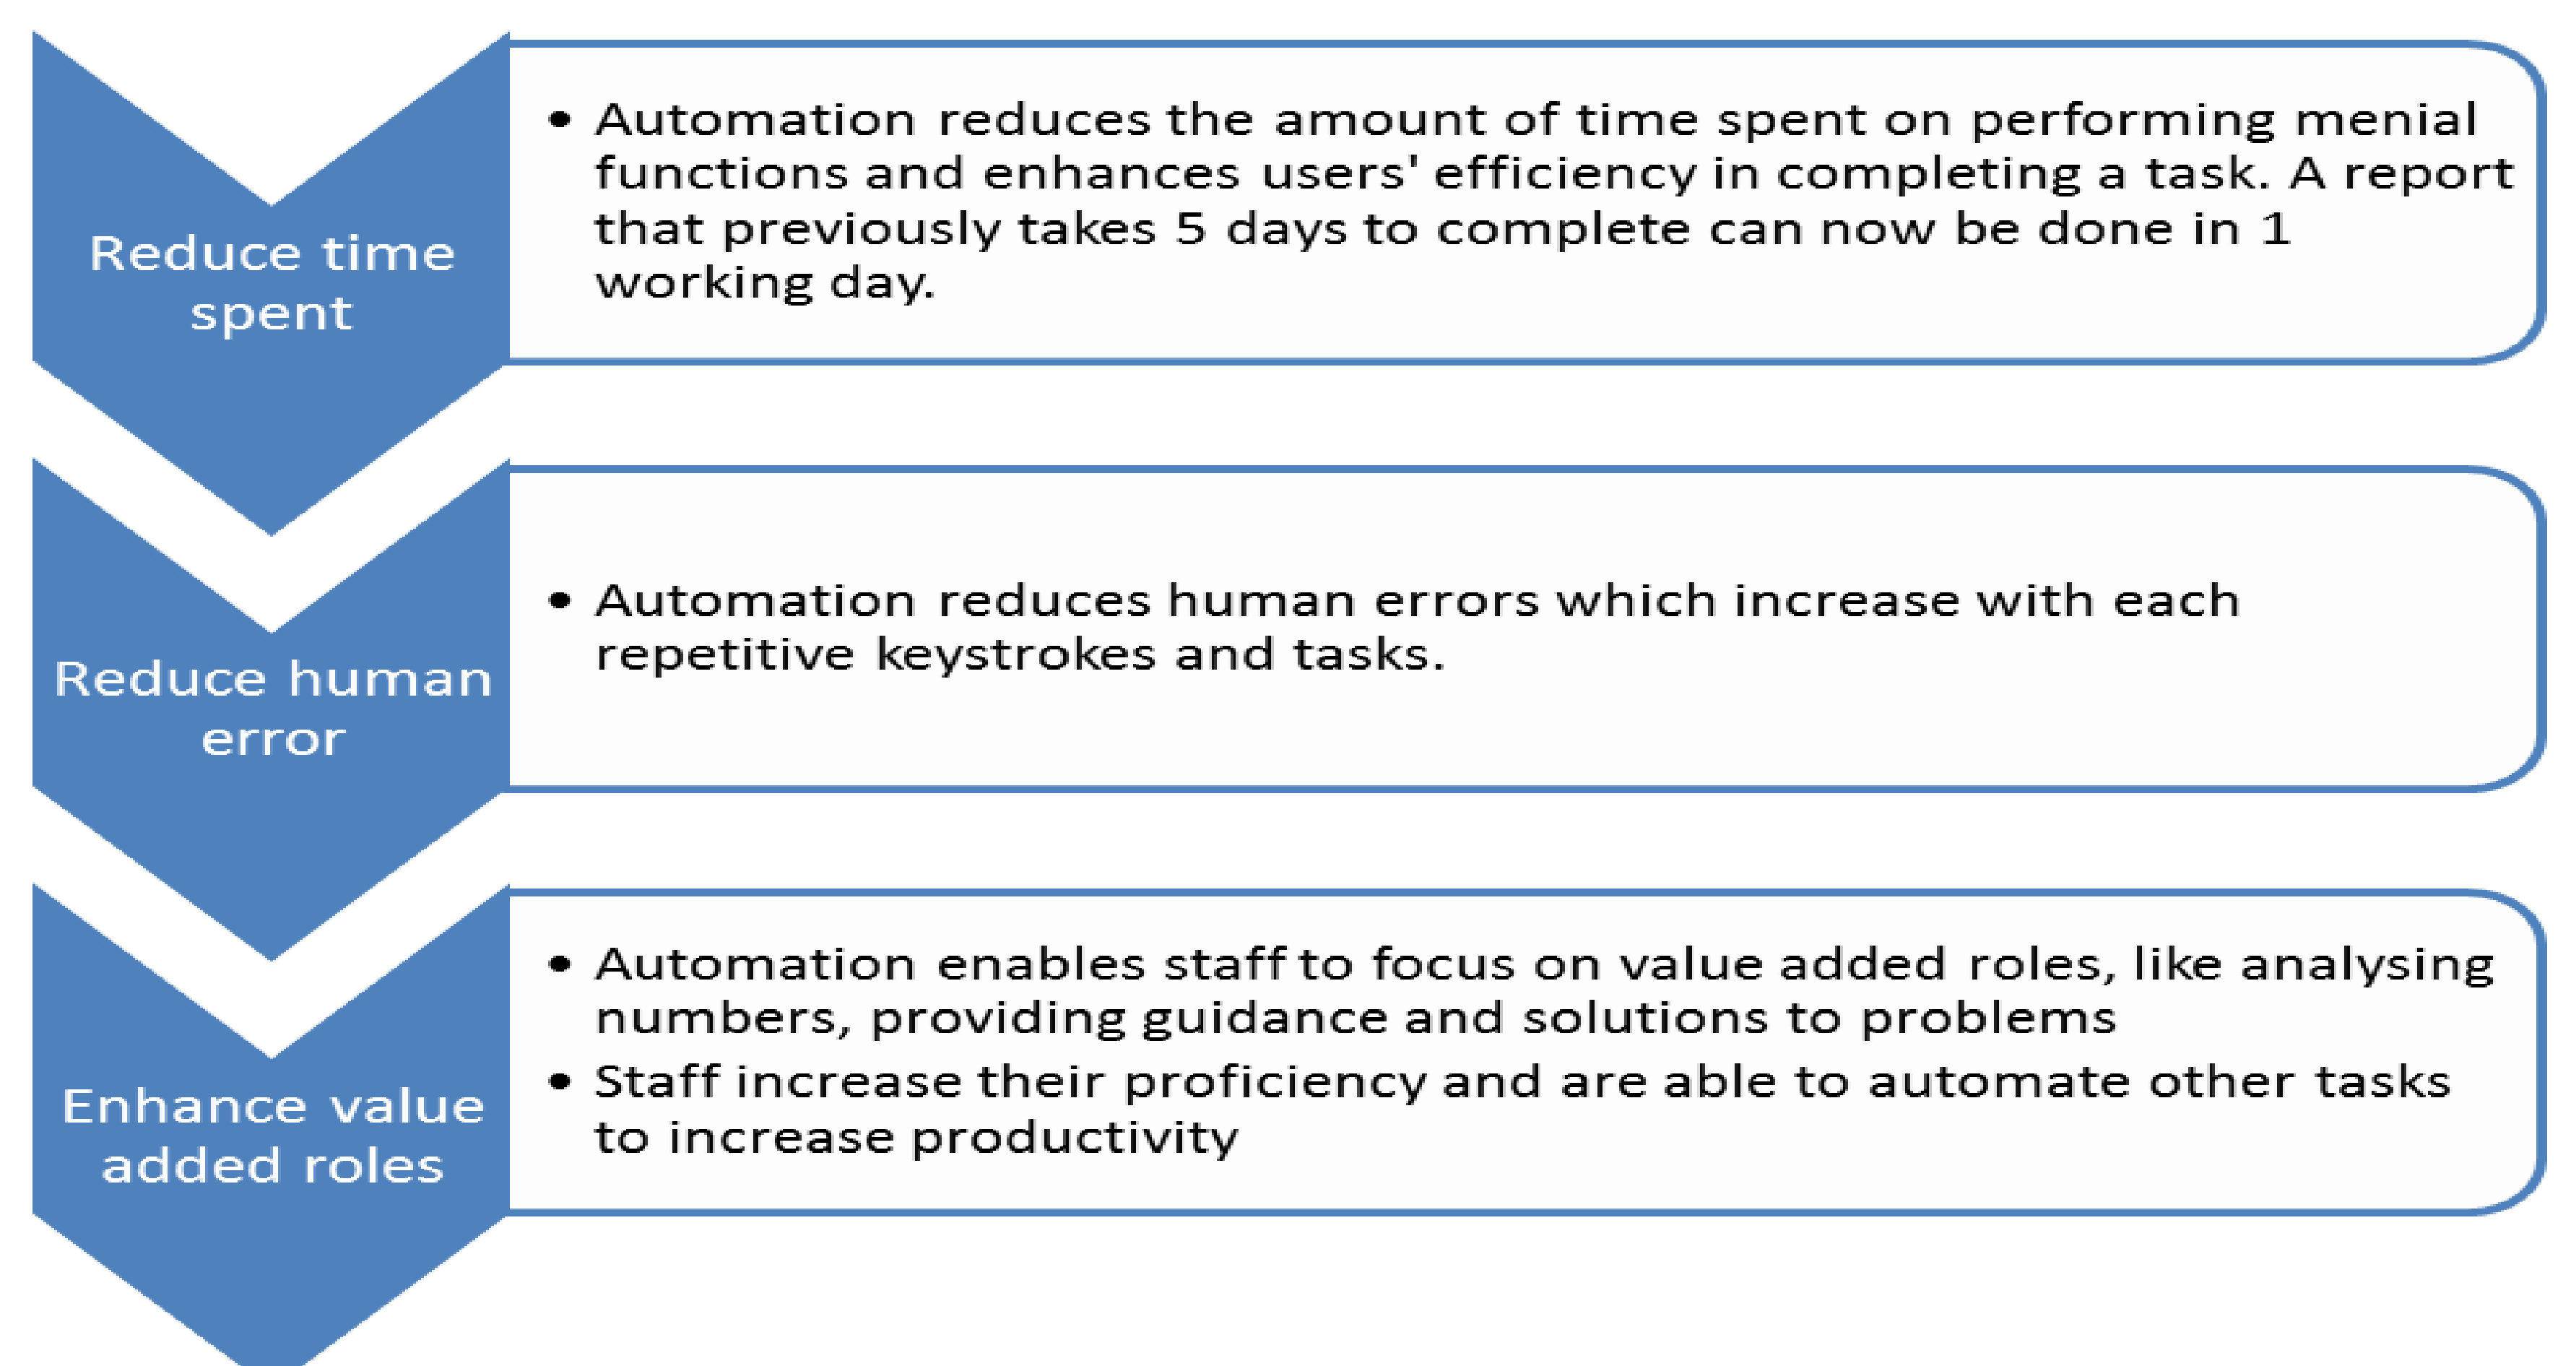 Reduce time
spent
• Automation reduces the amount of time spent on performing menial
functions and enhances users' efficiency in completing a task. A report
that previously takes 5 days to complete can now be done in 1
working day.
Reduce human
error
• Automation reduces human errors which increase with each
repetitive keystrokes and tasks.
Enhance value
added roles
• Automation enables staff to focus on value added roles, like analysing
numbers, providing guidance and solutions to problems
• Staff increase their proficiency and are able to automate other tasks
to increase productivity